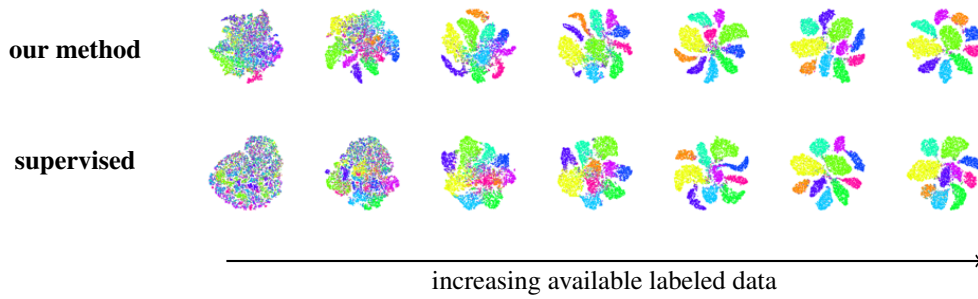 our method
supervised
increasing available labeled data